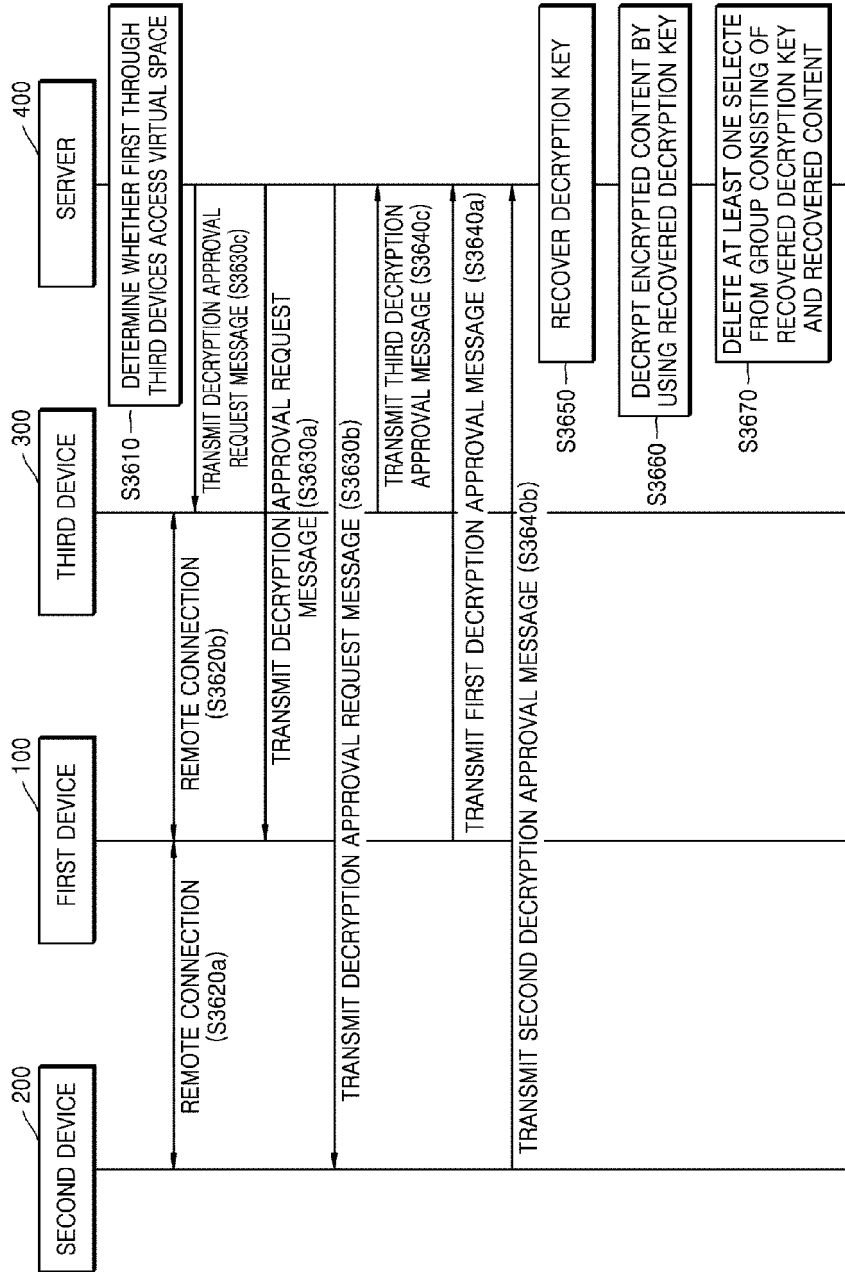 200
SECOND DEVICE
100
FIRST DEVICE
300
THIRD DEVICE
400
SERVER
DETERMINE WHETHER FIRST THROUGH
THIRD DEVICES ACCESS VIRTUAL SPACE
S3610
REMOTE CONNECTION
(S3620a)
REMOTE CONNECTION
(S3620b)
TRANSMIT DECRYPTION APPROVAL
REQUEST MESSAGE (S3630c)
TRANSMIT DECRYPTION APPROVAL REQUEST
MESSAGE (S3630a)
TRANSMIT DECRYPTION APPROVAL REQUEST MESSAGE (S3630b)
TRANSMIT THIRD DECRYPTION
APPROVAL MESSAGE (S3640c)
TRANSMIT FIRST DECRYPTION APPROVAL MESSAGE (S3640a)
TRANSMIT SECOND DECRYPTION APPROVAL MESSAGE (S3640b)
S3650
RECOVER DECRYPTION KEY
S3660
DECRYPT ENCRYPTED CONTENT BY
USING RECOVERED DECRYPTION KEY
S3670
DELETE AT LEAST ONE SELECTE
FROM GROUP CONSISTING OF
RECOVERED DECRYPTION KEY
AND RECOVERED CONTENT